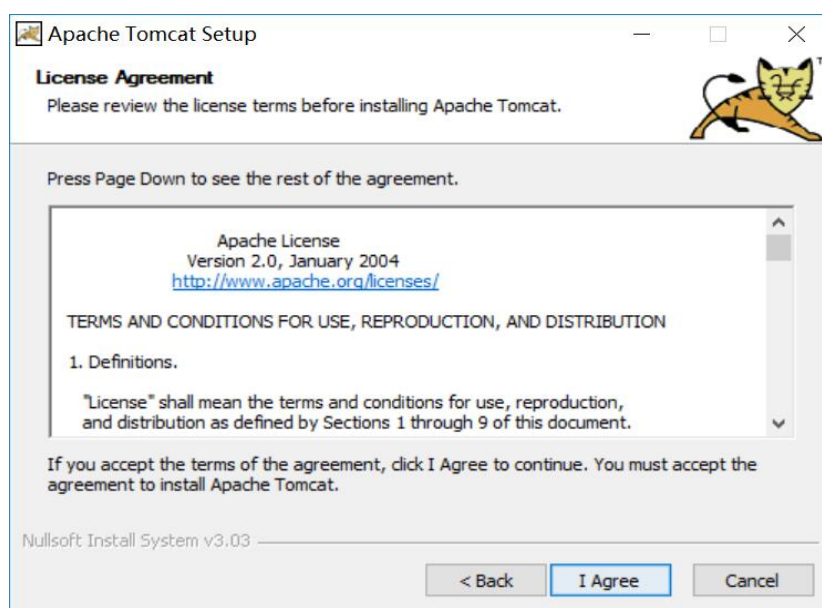 Apache Tomcat Setup
License Agreement
Please review the license terms before installing Apache Tomcat.
Press Page Down to see the rest of the agreement.
Apache License
Version 2.0, January 2004
http://www.apache.org/licenses/
TERMS AND CONDITIONS FOR USE, REPRODUCTION, AND DISTRIBUTION
1. Definitions.
"License" shall mean the terms and conditions for use, reproduction,
and distribution as defined by Sections 1 through 9 of this document.
If you accept the terms of the agreement, click I Agree to continue. You must accept the
agreement to install Apache Tomcat.
Nullsoft Install System v3.03
< Back
I Agree
Cancel